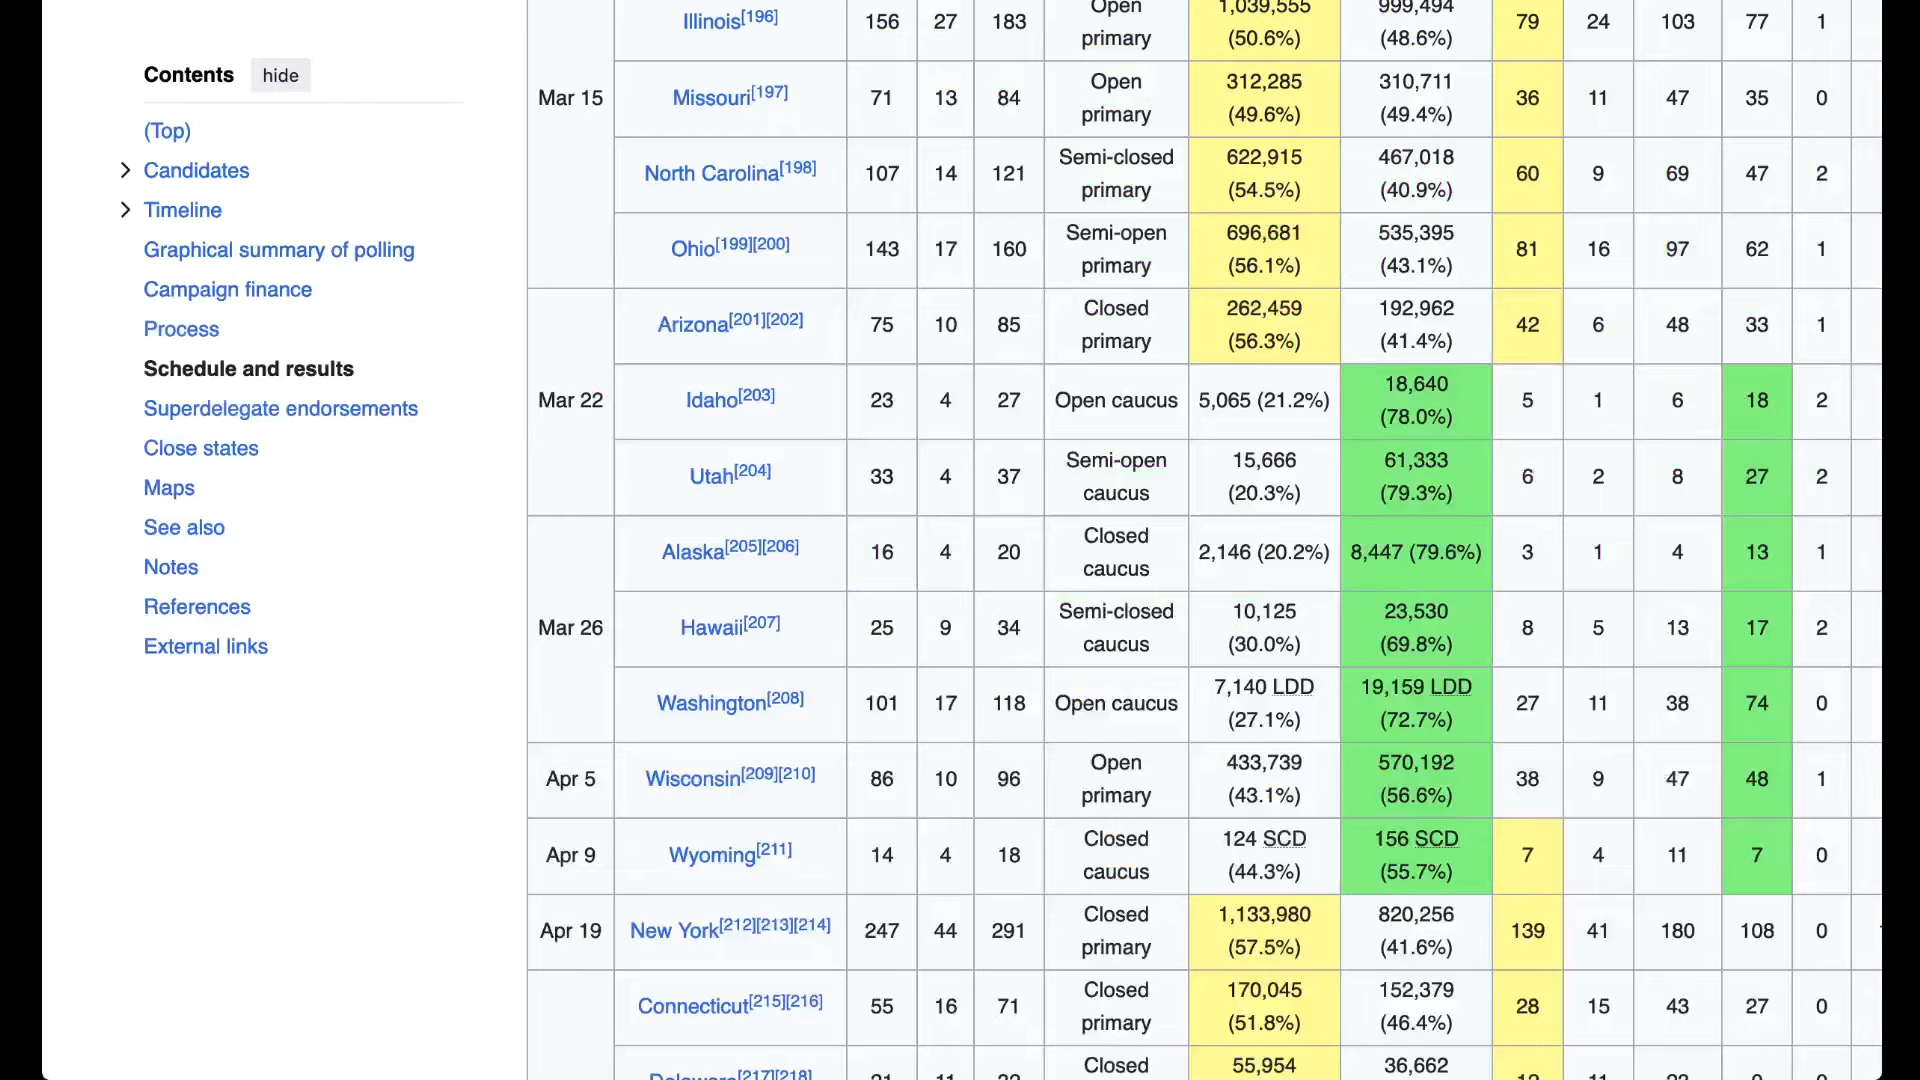 Contents hide
(Top)
Candidates
Timeline
Graphical summary of polling
Campaign finance
Process
Schedule and results
Superdelegate endorsements
Close states
Maps
See also
Notes
References
External links
Mar 15
Illinois[196] 156 27 183 Open primary 1,039,555 (50.6%) 999,494 (48.6%) 79 24 103 77 1
Missouri[197] 71 13 84 Open primary 312,285 (49.6%) 310,711 (49.4%) 36 11 47 35 0
North Carolina[198] 107 14 121 Semi-closed primary 622,915 (54.5%) 467,018 (40.9%) 60 9 69 47 2
Ohio[199][200] 143 17 160 Semi-open primary 696,681 (56.1%) 535,395 (43.1%) 81 16 97 62 1
Mar 22
Arizona[201][202] 75 10 85 Closed primary 262,459 (56.3%) 192,962 (41.4%) 42 6 48 33 1
Idaho[203] 23 4 27 Open caucus 5,065 (21.2%) 18,640 (78.0%) 5 1 6 18 2
Utah[204] 33 4 37 Semi-open caucus 15,666 (20.3%) 61,333 (79.3%) 6 2 8 27 2
Mar 26
Alaska[205][206] 16 4 20 Closed caucus 2,146 (20.2%) 8,447 (79.6%) 3 1 4 13 1
Hawaii[207] 25 9 34 Semi-closed caucus 10,125 (30.0%) 23,530 (69.8%) 8 5 13 17 2
Washington[208] 101 17 118 Open caucus 7,140 LDD (27.1%) 19,159 LDD (72.7%) 27 11 38 74 0
Apr 5 Wisconsin[209][210] 86 10 96 Open primary 433,739 (43.1%) 570,192 (56.6%) 38 9 47 48 1
Apr 9 Wyoming[211] 14 4 18 Closed caucus 124 SCD (44.3%) 156 SCD (55.7%) 7 4 11 7 0
Apr 19 New York[212][213][214] 247 44 291 Closed primary 1,133,980 (57.5%) 820,256 (41.6%) 139 41 180 108 0
Connecticut[215][216] 55 16 71 Closed primary 170,045 (51.8%) 152,379 (46.4%) 28 15 43 27 0
Delaware[217][218] Closed 55,954 36,662